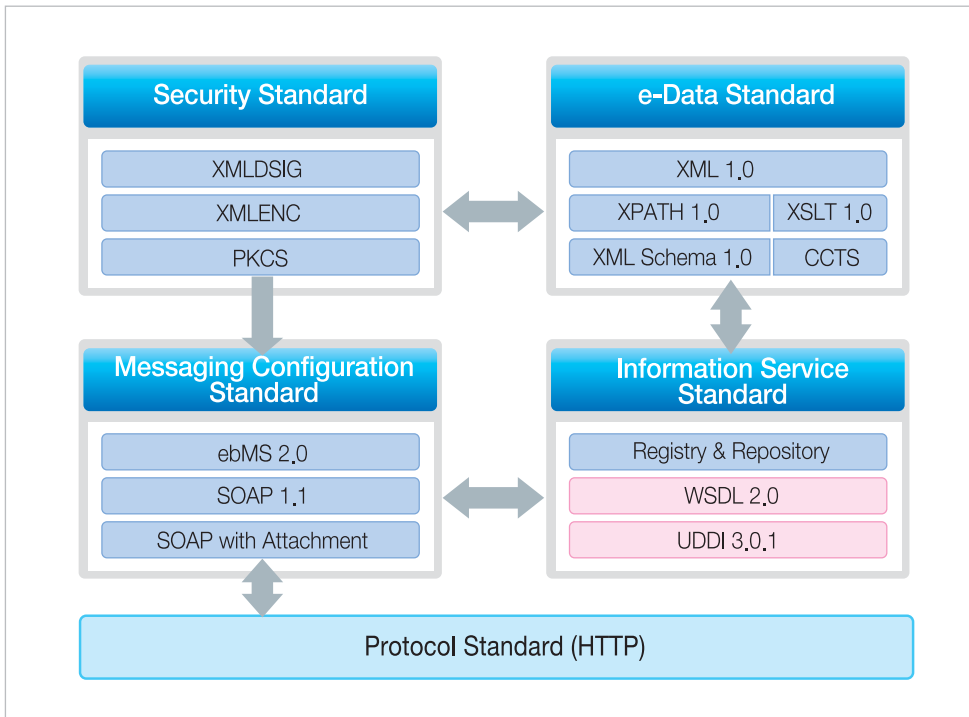 Security Standard
XMLDSIG
XMLENC
PKCS
e-Data Standard
XML 1.0
XPATH 1.0
XSLT 1.0
XML Schema 1.0
CCTS
Messaging Configuration
Standard
ebMS 2.0
SOAP 1.1
SOAP with Attachment
Information Service
Standard
Registry & Repository
WSDL 2.0
UDDI 3.0.1
Protocol Standard (HTTP)